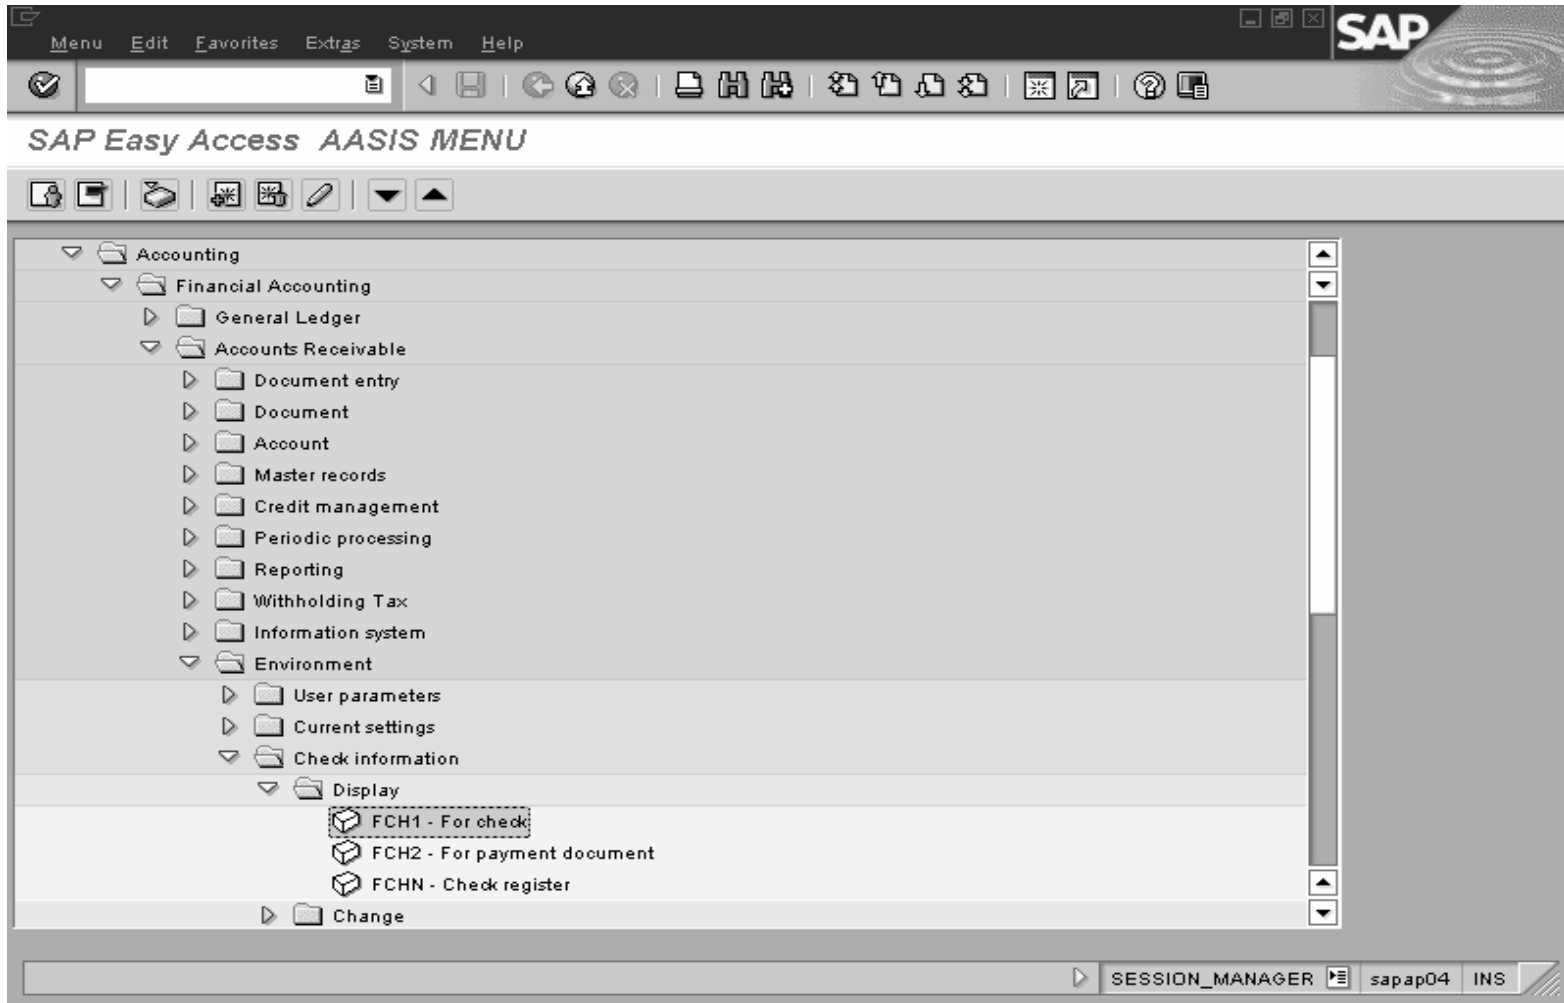 Menu Edit Favorites Extras System Help
SAP
SAP Easy Access AASIS MENU
Accounting
Financial Accounting
General Ledger
Accounts Receivable
Document entry
Document
Account
Master records
Credit management
Periodic processing
Reporting
Withholding Tax
Information system
Environment
User parameters
Current settings
Check information
Display
FCH1 - For check
FCH2 - For payment document
FCHN - Check register
Change
SESSION_MANAGER sapap04 INS